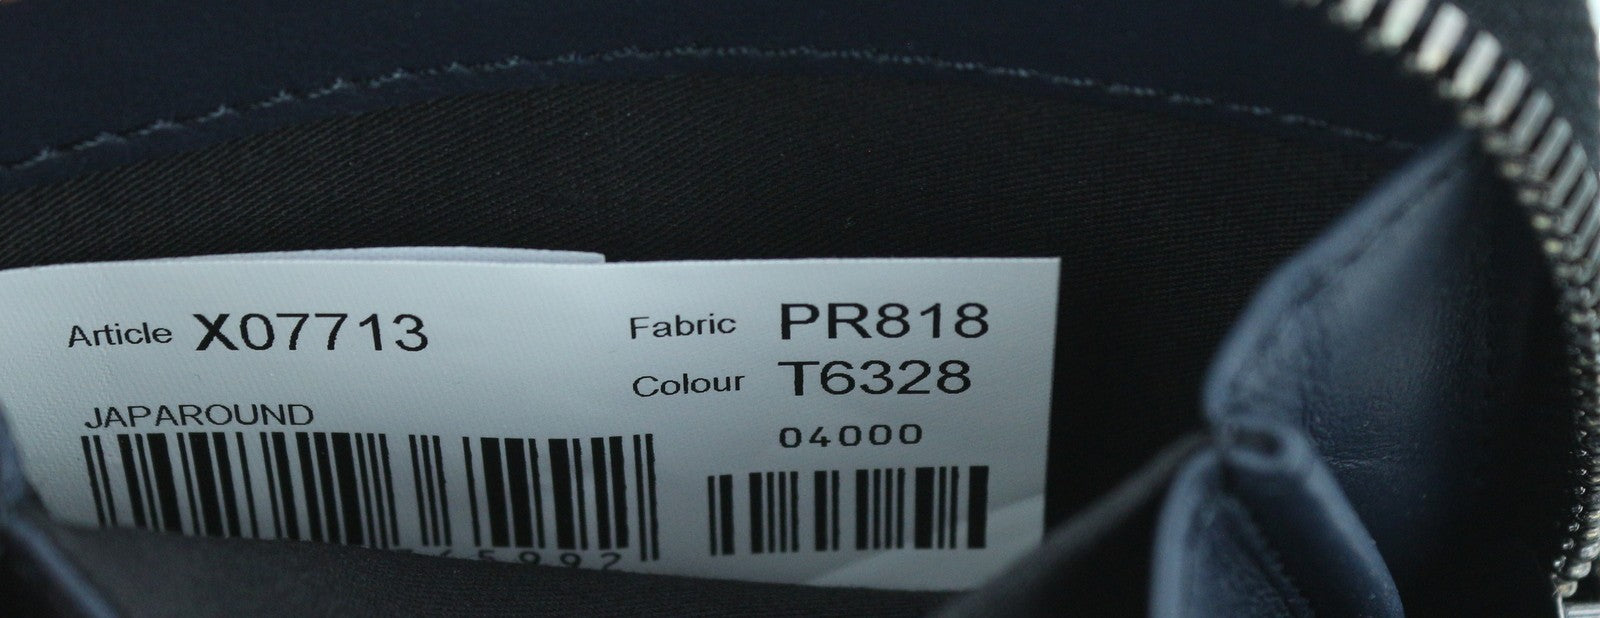 Article X07713
Fabric PR818
Colour T6328
JAPAROUND
04000